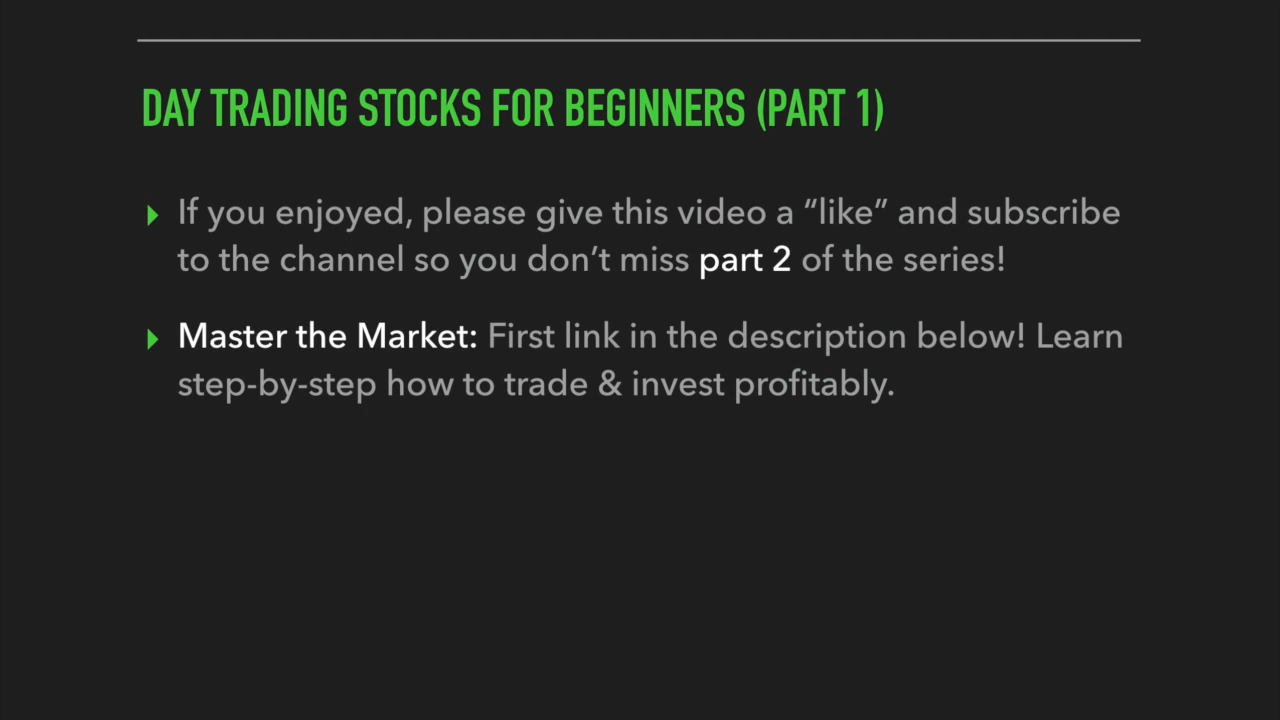 DAY TRADING STOCKS FOR BEGINNERS (PART 1)
If you enjoyed, please give this video a “like” and subscribe
to the channel so you don’t miss part 2 of the series!
Master the Market: First link in the description below! Learn
step-by-step how to trade & invest profitably.